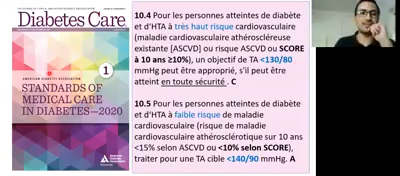 Diabetes Care
AMERICAN DIABETES ASSOCIATION
STANDARDS OF
MEDICAL CARE
IN DIABETES—2020
1
10.4 Pour les personnes atteintes de diabète
et d'HTA à très haut risque cardiovasculaire
(maladie cardiovasculaire athéroscléreuse
existante [ASCVD] ou risque ASCVD ou SCORE
à 10 ans ≥10%), un objectif de TA <130/80
mmHg peut être approprié, s'il peut être
atteint en toute sécurité . C
10.5 Pour les personnes atteintes de diabète
et d'HTA à faible risque de maladie
cardiovasculaire (risque de maladie
cardiovasculaire athérosclérotique sur 10 ans
<15% selon ASCVD ou <10% selon SCORE),
traiter pour une TA cible <140/90 mmHg. A